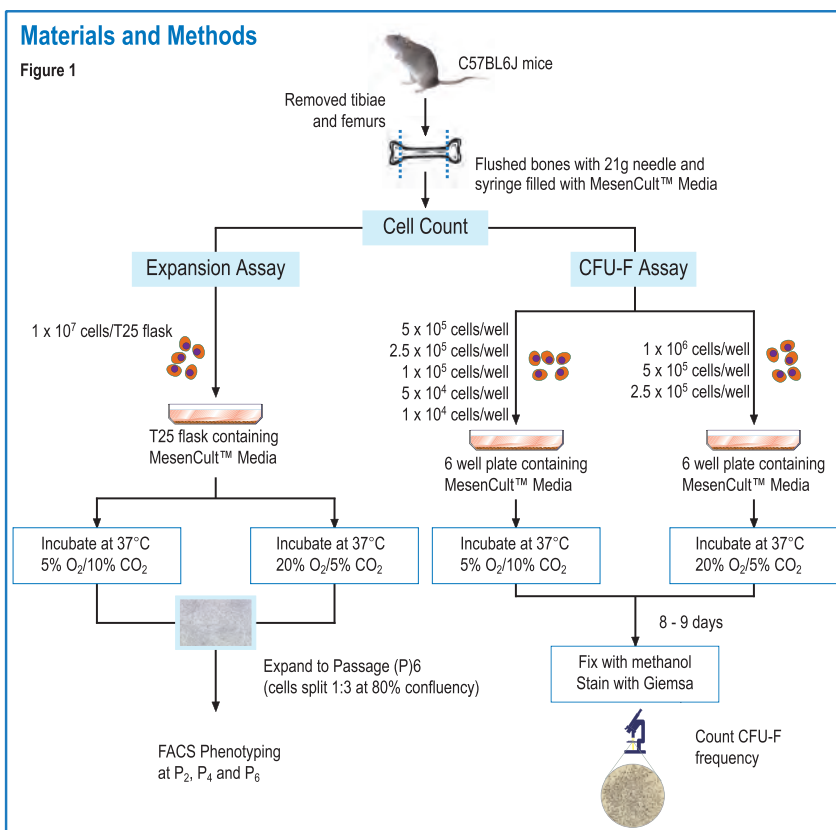 Materials and Methods
Figure 1
C57BL6J mice
Removed tibiae
and femurs
Flushed bones with 21g needle and
syringe filled with MesenCult™ Media
Cell Count
Expansion Assay
CFU-F Assay
1 x 10⁷ cells/T25 flask
5 x 10⁵ cells/well
2.5 x 10⁵ cells/well
1 x 10⁵ cells/well
5 x 10⁴ cells/well
1 x 10⁴ cells/well
1 x 10⁶ cells/well
5 x 10⁵ cells/well
2.5 x 10⁵ cells/well
T25 flask containing
MesenCult™ Media
6 well plate containing
MesenCult™ Media
6 well plate containing
MesenCult™ Media
Incubate at 37°C
5% O₂/10% CO₂
Incubate at 37°C
20% O₂/5% CO₂
Incubate at 37°C
5% O₂/10% CO₂
Incubate at 37°C
20% O₂/5% CO₂
8 - 9 days
Expand to Passage (P)6
(cells split 1:3 at 80% confluency)
Fix with methanol
Stain with Giemsa
FACS Phenotyping
at P₂, P₄ and P₆
Count CFU-F
frequency